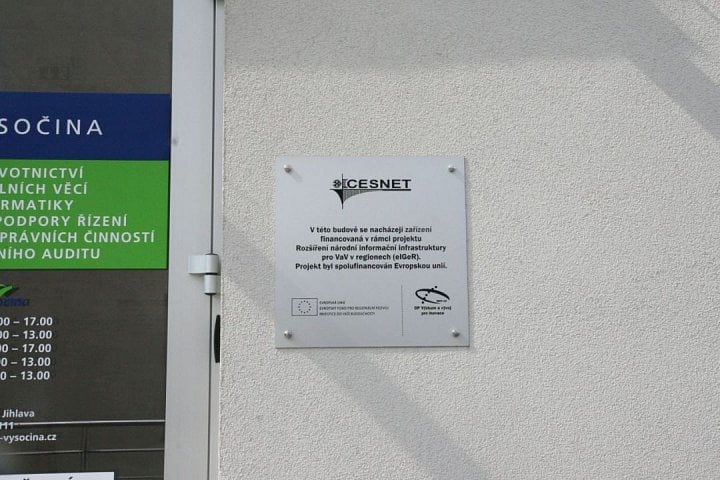 SOČINA
VOTNICTVÍ
LNÍCH VĚCÍ
RMATIKY
PODPORY ŘÍZENÍ
PRÁVNÍCH ČINNOSTÍ
NÍHO AUDITU
00 – 17.00
00 – 13.00
00 – 17.00
00 – 13.00
00 – 13.00
Jihlava
111
-vysocina.cz
CESNET
V této budově se nacházejí zařízení
financovaná v rámci projektu
Rozšíření národní informační infrastruktury
pro VaV v regionech (eIGeR).
Projekt byl spolufinancován Evropskou unií.
EVROPSKÁ UNIE
EVROPSKÝ FOND PRO REGIONÁLNÍ ROZVOJ
INVESTICE DO VAŠÍ BUDOUCNOSTI
OP Výzkum a vývoj
pro inovace